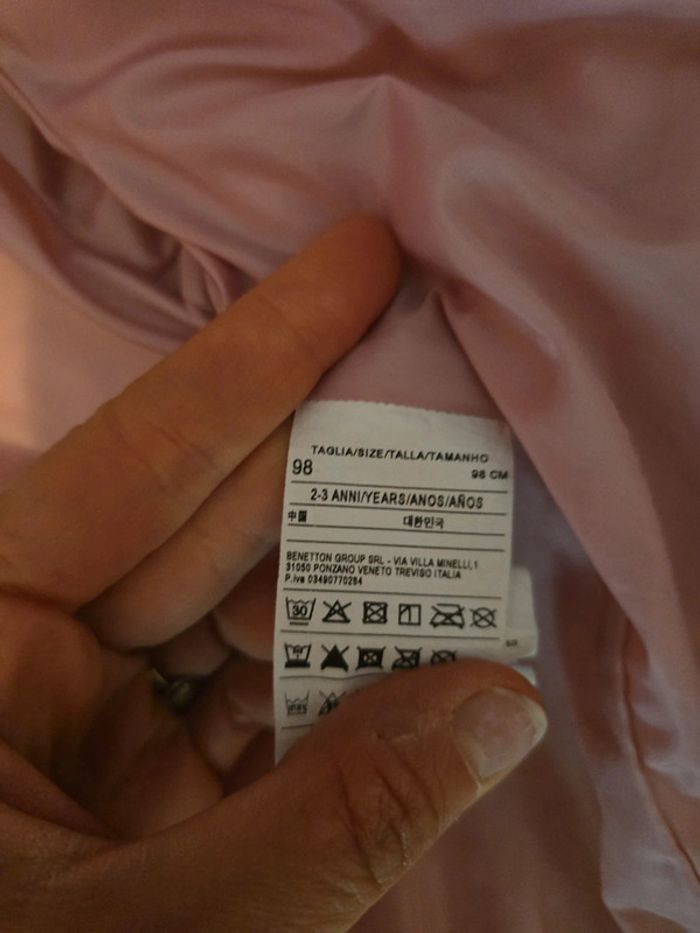 TAGLIA/SIZE/TALLA/TAMANHO
98 98 CM
2-3 ANNI/YEARS/ANOS/AÑOS
中国 대한민국
BENETTON GROUP SRL - VIA VILLA MINELLI,1
31050 PONZANO VENETO TREVISO ITALIA
P.iva 03490770264
30